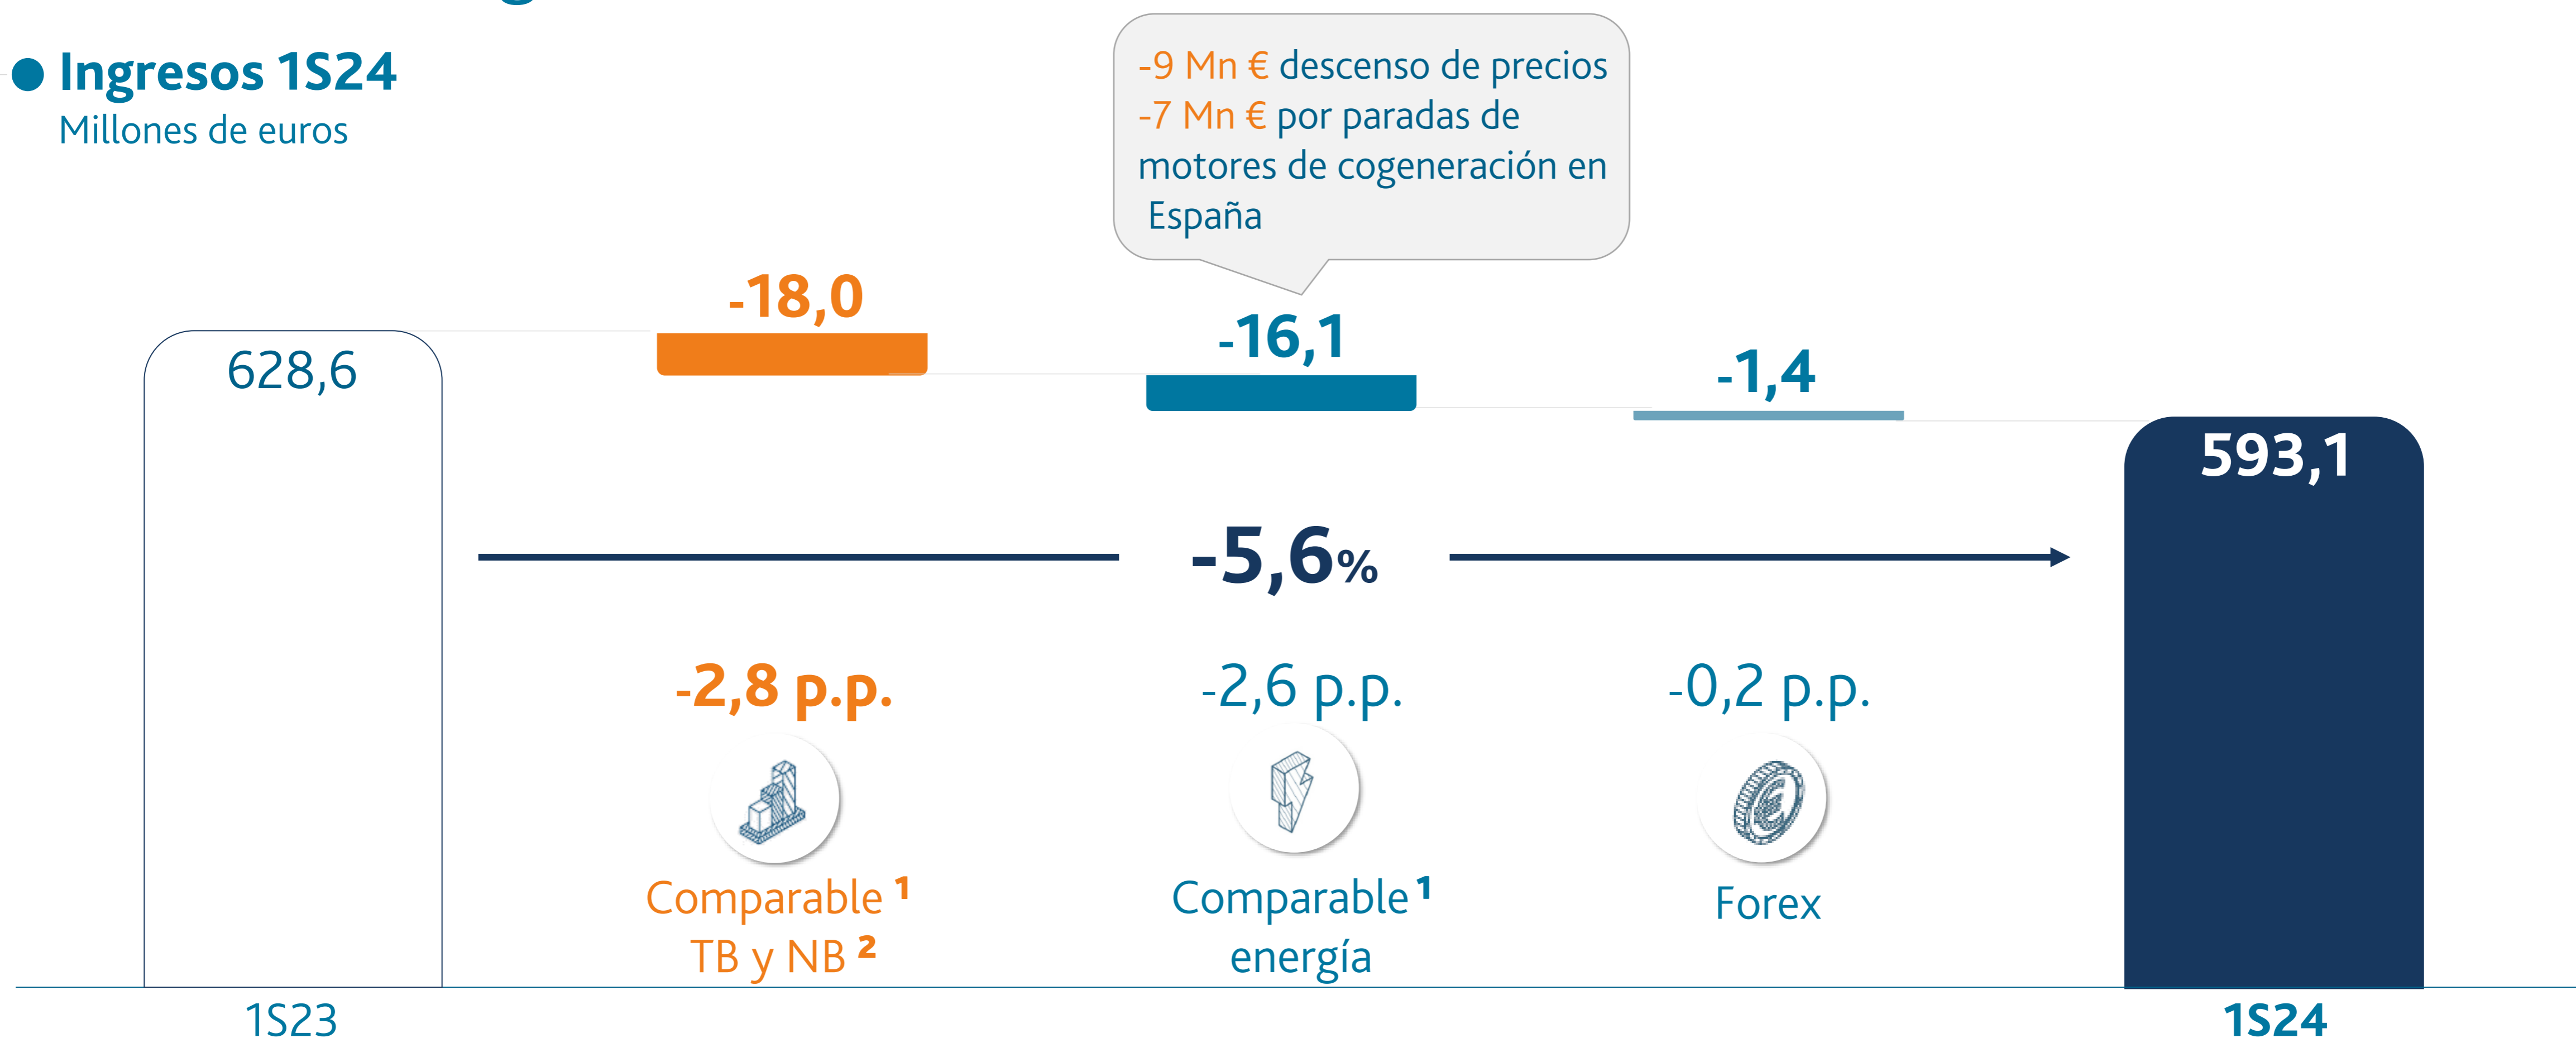 Ingresos 1S24
Millones de euros
-9 Mn € descenso de precios
-7 Mn € por paradas de
motores de cogeneración en
España
-18,0
-16,1
-1,4
628,6
593,1
-5,6%
-2,8 p.p.
-2,6 p.p.
-0,2 p.p.
Comparable 1
TB y NB 2
Comparable 1
energía
Forex
1S23
1S24